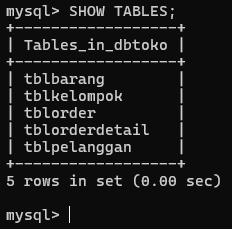 mysql> SHOW TABLES;
+------------------+
| Tables_in_dbtoko |
+------------------+
| tblbarang        |
| tblkelompok      |
| tblorder         |
| tblorderdetail   |
| tblpelanggan     |
+------------------+
5 rows in set (0.00 sec)
mysql>